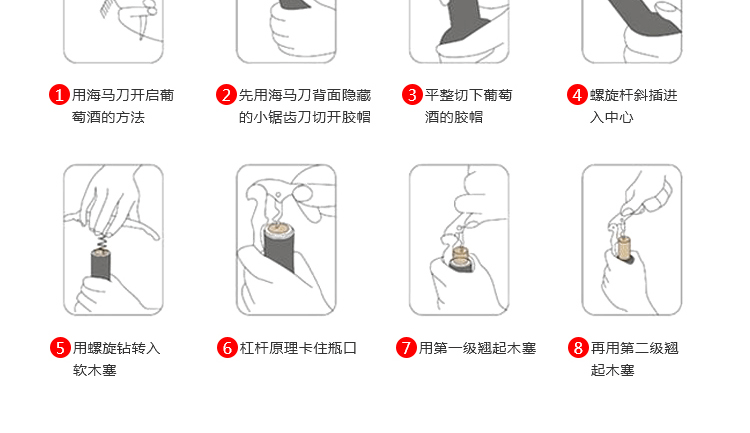 1 用海马刀开启葡
萄酒的方法
2 先用海马刀背面隐藏
的小锯齿刀切开胶帽
3 平整切下葡萄
酒的胶帽
4 螺旋杆斜插进
入中心
5 用螺旋钻转入
软木塞
6 杠杆原理卡住瓶口
7 用第一级翘起木塞
8 再用第二级翘
起木塞